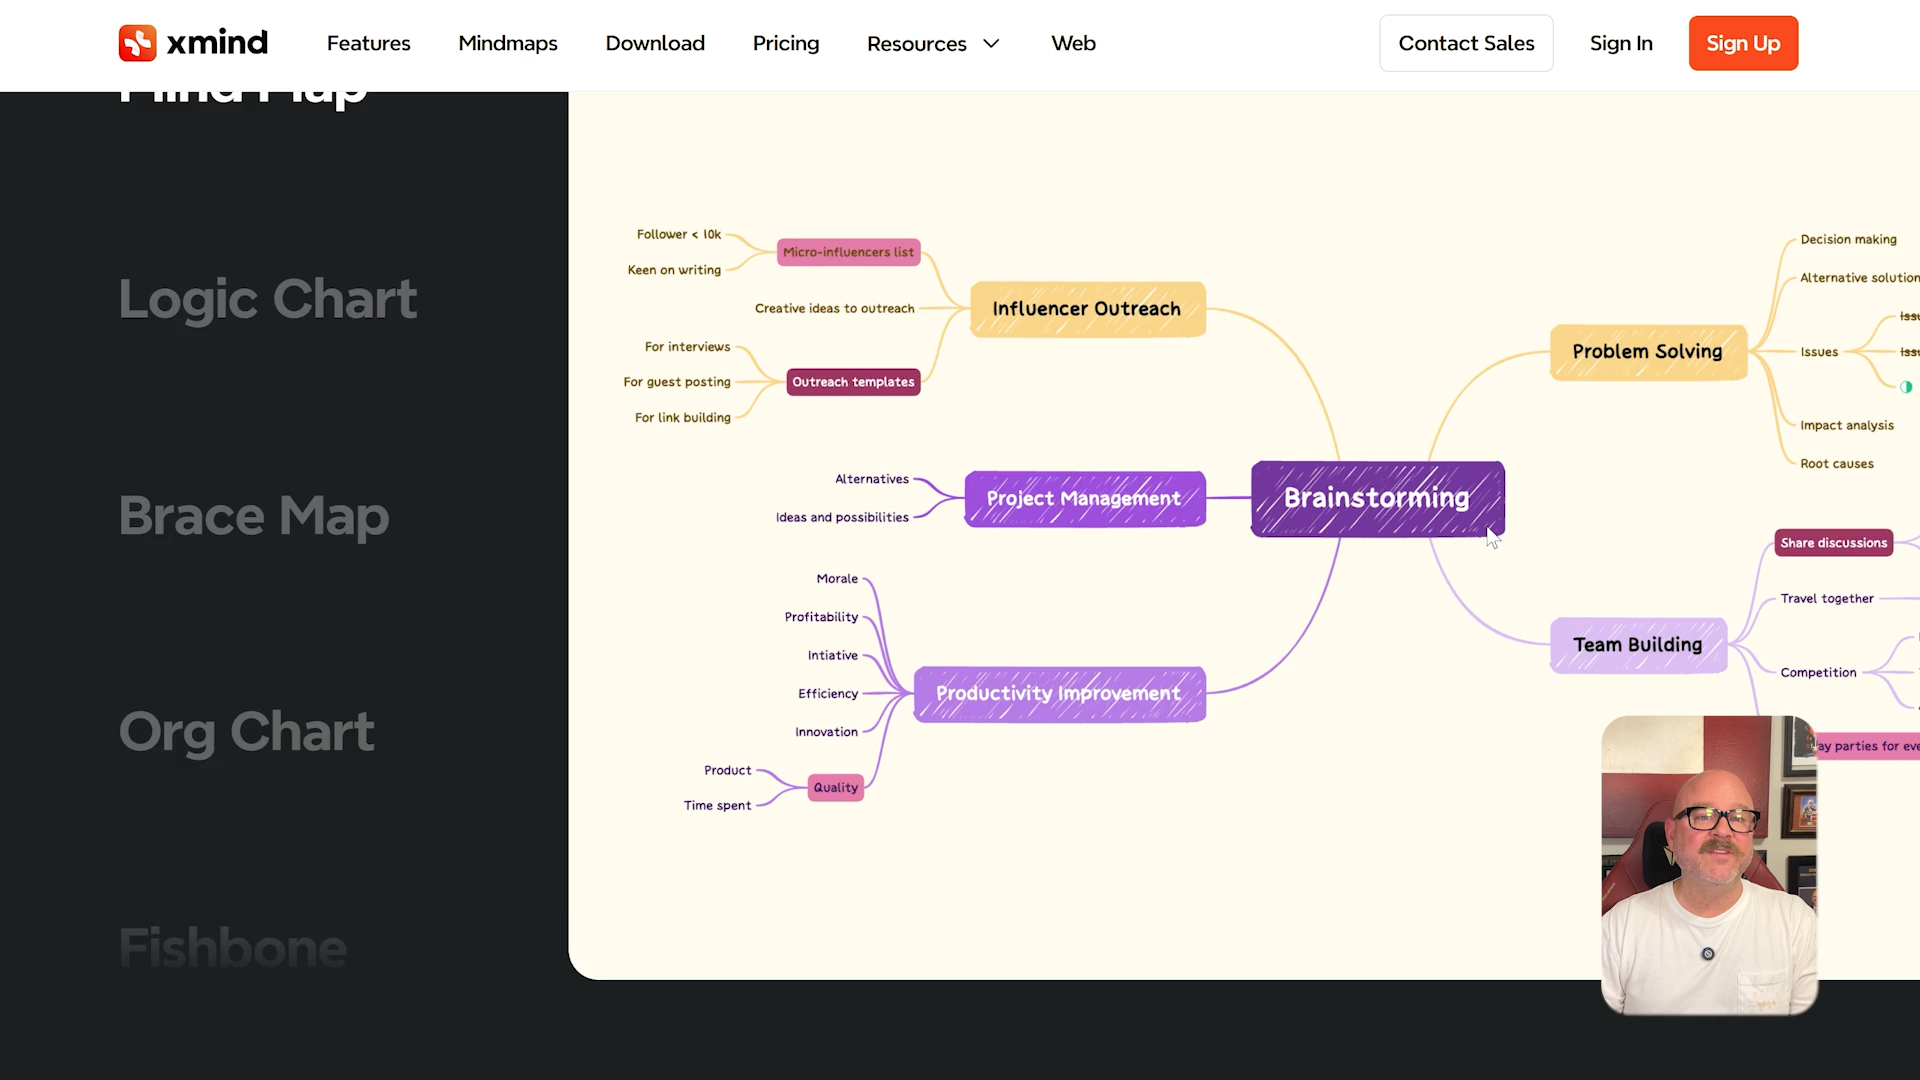 xmind
Features
Mindmaps
Download
Pricing
Resources
Web
Contact Sales
Sign In
Sign Up
Mind Map
Logic Chart
Brace Map
Org Chart
Fishbone
Follower < 10k
Keen on writing
Micro-influencers list
Creative ideas to outreach
For interviews
For guest posting
For link building
Outreach templates
Influencer Outreach
Alternatives
Ideas and possibilities
Project Management
Brainstorming
Morale
Profitability
Intiative
Efficiency
Innovation
Product
Time spent
Quality
Productivity Improvement
Problem Solving
Decision making
Alternative solution
Issues
Impact analysis
Root causes
Team Building
Share discussions
Travel together
Competition
parties for